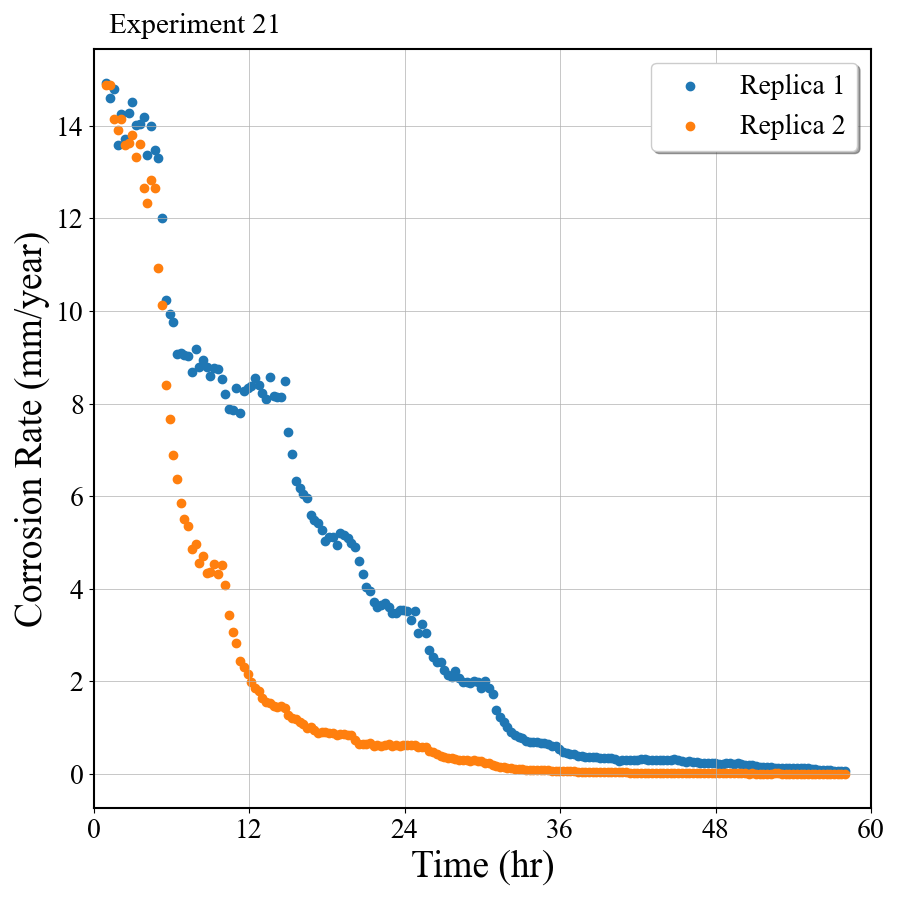 Experiment 21
Replica 1
Replica 2
Corrosion Rate (mm/year)
14
12
10
8
6
4
2
0
0 12 24 36 48 60
Time (hr)